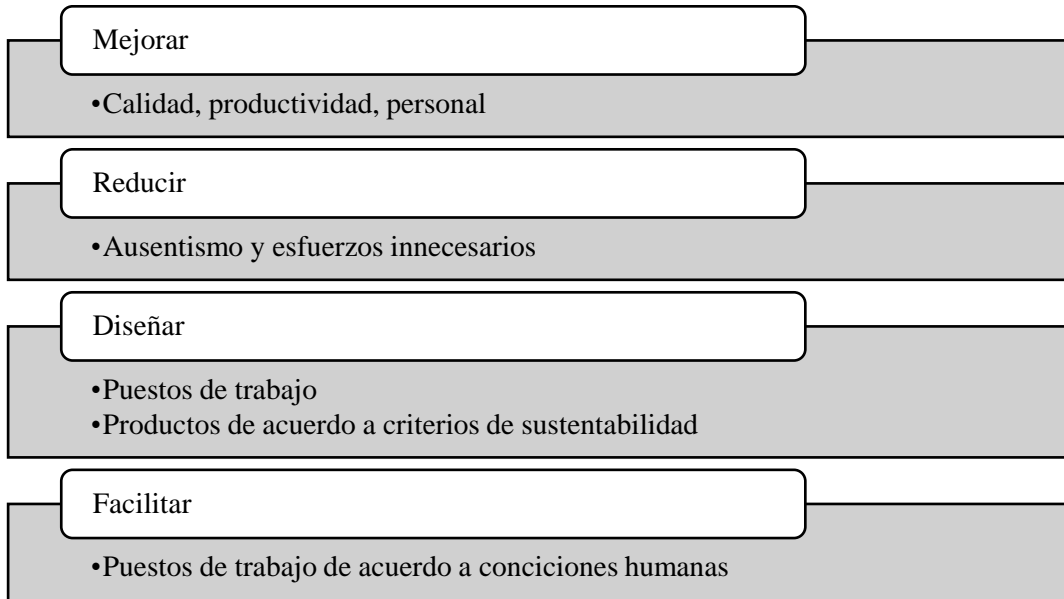 Mejorar
•Calidad, productividad, personal
Reducir
•Ausentismo y esfuerzos innecesarios
Diseñar
•Puestos de trabajo
•Productos de acuerdo a criterios de sustentabilidad
Facilitar
•Puestos de trabajo de acuerdo a conciciones humanas